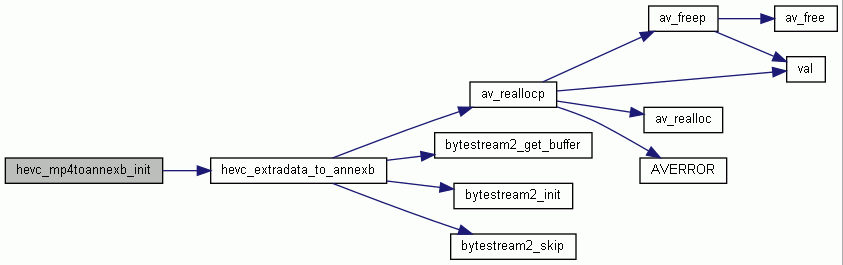 av_freep
av_free
val
av_reallocp
av_realloc
bytestream2_get_buffer
hevc_mp4toannexb_init
hevc_extradata_to_annexb
AVERROR
bytestream2_init
bytestream2_skip